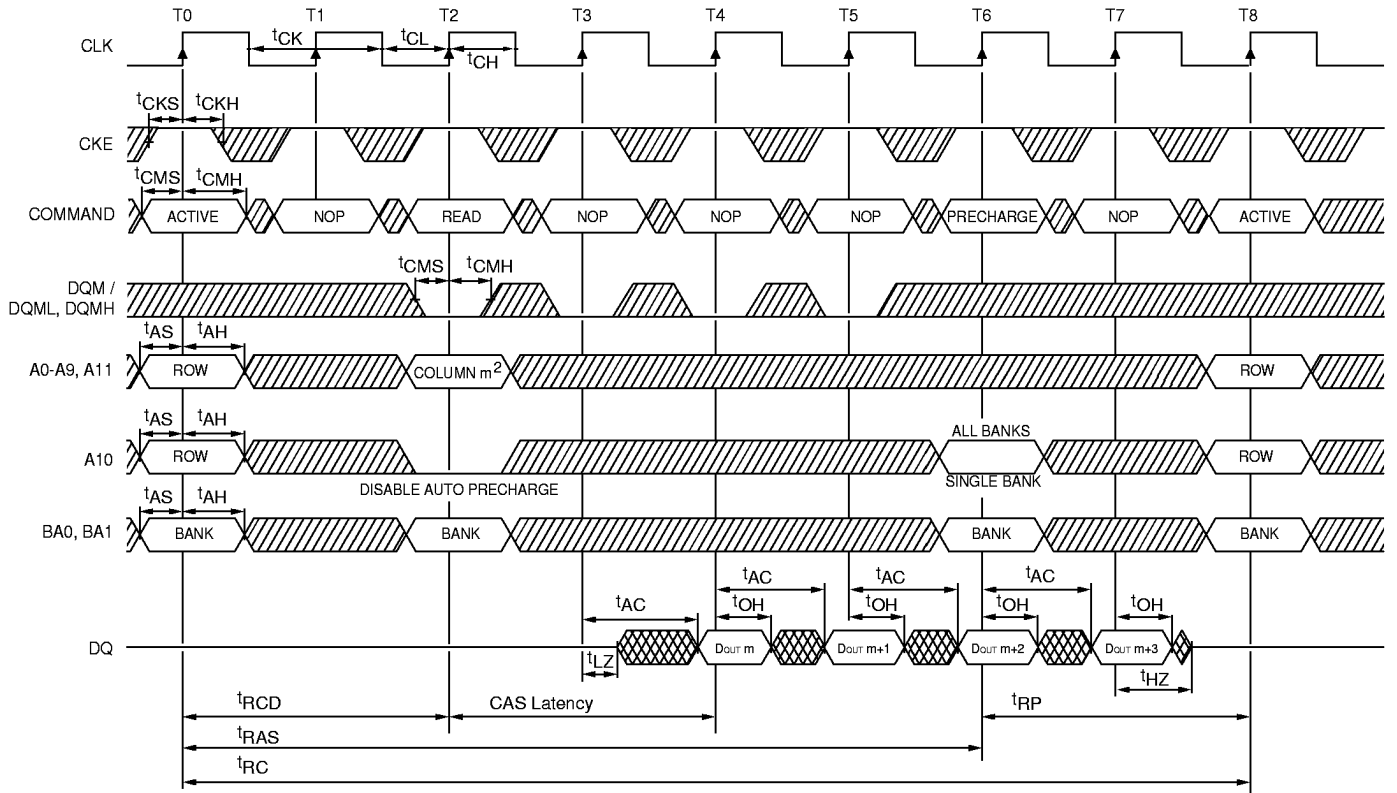 T0 T1 T2 T3 T4 T5 T6 T7 T8
CLK
tCK tCL
tCH
tCKS tCKH
CKE
tCMS tCMH
COMMAND ACTIVE NOP READ NOP NOP NOP PRECHARGE NOP ACTIVE
tCMS tCMH
DQM /
DQML, DQMH
tAS tAH
A0-A9, A11 ROW COLUMN m2 ROW
tAS tAH ALL BANKS
A10 ROW ROW
DISABLE AUTO PRECHARGE SINGLE BANK
tAS tAH
BA0, BA1 BANK BANK BANK BANK
tAC tAC tAC
tAC tOH tOH tOH tOH
DQ DOUT m DOUT m+1 DOUT m+2 DOUT m+3
tLZ tHZ
tRCD CAS Latency tRP
tRAS
tRC